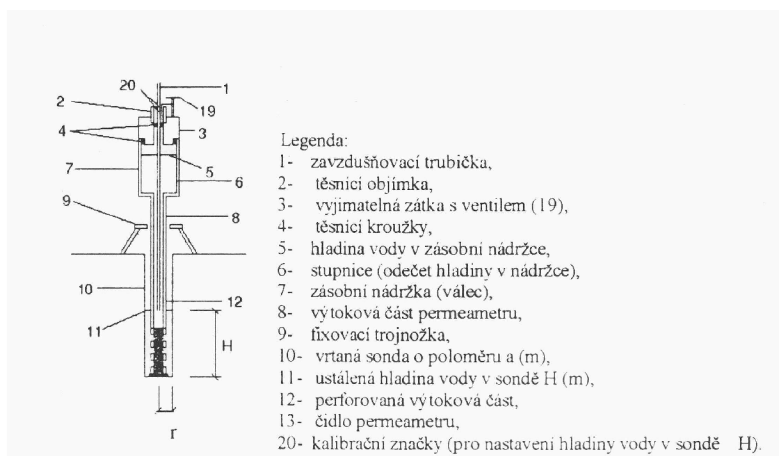 20
1
2
19
4
3
7
5
6
9
8
10
12
11
H
r
Legenda:
1- zavzdušňovací trubička,
2- těsnicí objímka,
3- vyjimatelná zátka s ventilem (19),
4- těsnicí kroužky,
5- hladina vody v zásobní nádržce,
6- stupnice (odečet hladiny v nádržce),
7- zásobní nádržka (válec),
8- výtoková část permeametru,
9- fixovací trojnožka,
10- vrtaná sonda o poloměru a (m),
11- ustálená hladina vody v sondě H (m),
12- perforovaná výtoková část,
13- čidlo permeametru,
20- kalibrační značky (pro nastavení hladiny vody v sondě H).